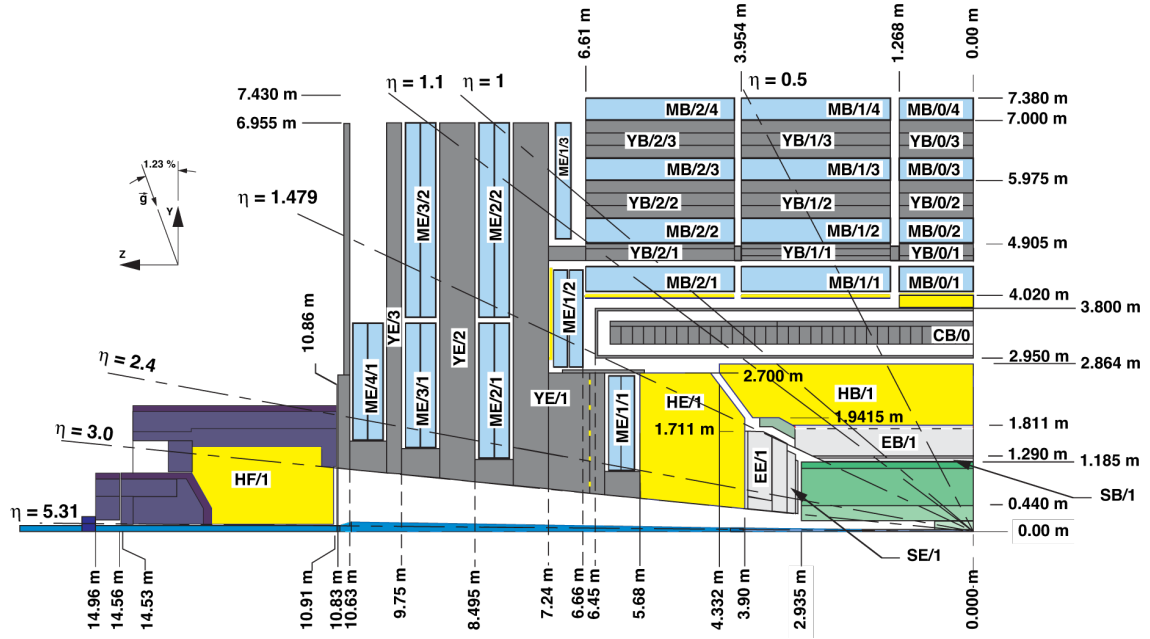 6.61 m
3.954 m
1.268 m
0.00 m
η = 1.1
η = 1
η = 0.5
7.430 m
6.955 m
7.380 m
7.000 m
MB/2/4
MB/1/4
MB/0/4
YB/2/3
YB/1/3
YB/0/3
ME/1/3
MB/2/3
MB/1/3
MB/0/3
5.975 m
1.23 %
g
Y
Z
η = 1.479
ME/3/2
ME/2/2
YB/2/2
YB/1/2
YB/0/2
MB/2/2
MB/1/2
MB/0/2
4.905 m
YB/2/1
YB/1/1
YB/0/1
MB/2/1
MB/1/1
MB/0/1
4.020 m
3.800 m
10.86 m
YE/3
YE/2
ME/1/2
CB/0
2.950 m
2.864 m
η = 2.4
ME/4/1
ME/3/1
ME/2/1
YE/1
ME/1/1
HE/1
2.700 m
HB/1
1.9415 m
1.711 m
1.811 m
EB/1
η = 3.0
HF/1
EE/1
1.290 m
1.185 m
SB/1
0.440 m
η = 5.31
0.00 m
SE/1
14.96 m
14.56 m
14.53 m
10.91 m
10.83 m
10.63 m
9.75 m
8.495 m
7.24 m
6.66 m
6.45 m
5.68 m
4.332 m
3.90 m
2.935 m
0.000 m